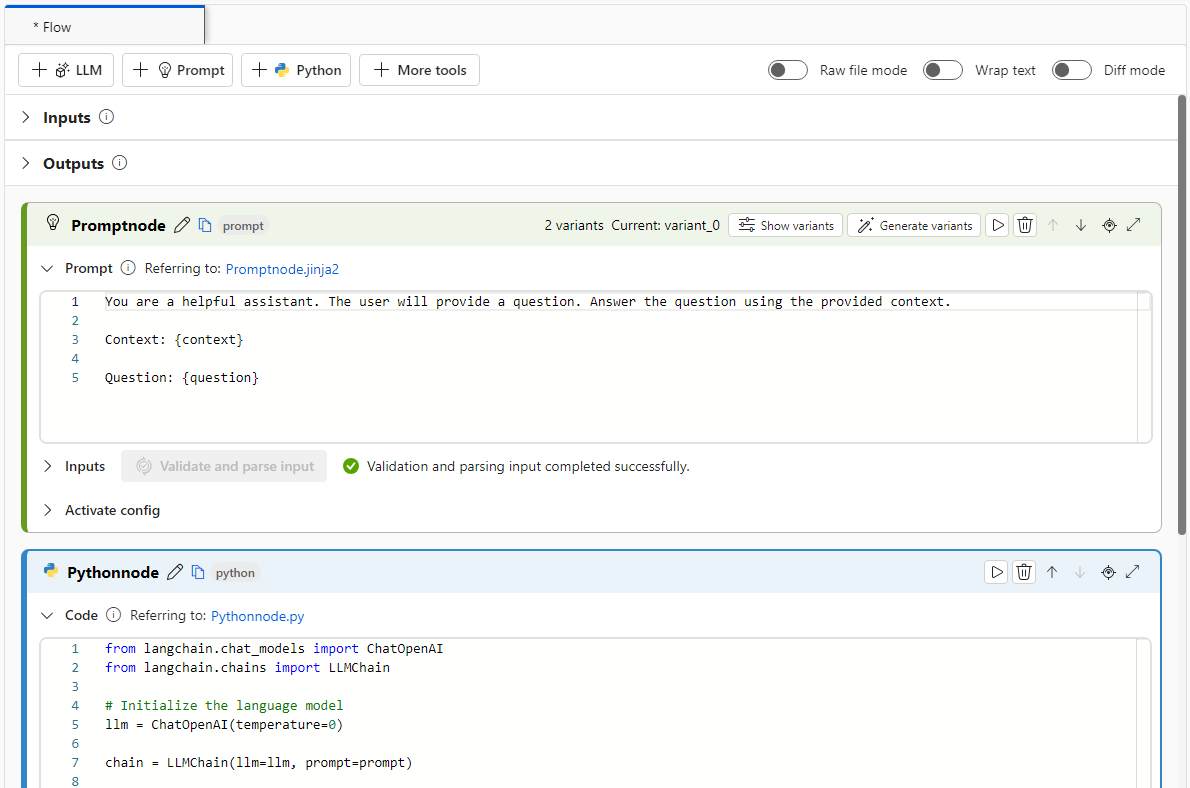 * Flow
LLM Prompt Python More tools Raw file mode Wrap text Diff mode
Inputs
Outputs
Promptnode prompt 2 variants Current: variant_0 Show variants Generate variants
Prompt Referring to: Promptnode.jinja2
1 You are a helpful assistant. The user will provide a question. Answer the question using the provided context.
2
3 Context: {context}
4
5 Question: {question}
Inputs Validate and parse input Validation and parsing input completed successfully.
Activate config
Pythonnode python
Code Referring to: Pythonnode.py
1 from langchain.chat_models import ChatOpenAI
2 from langchain.chains import LLMChain
3
4 # Initialize the language model
5 llm = ChatOpenAI(temperature=0)
6
7 chain = LLMChain(llm=llm, prompt=prompt)
8